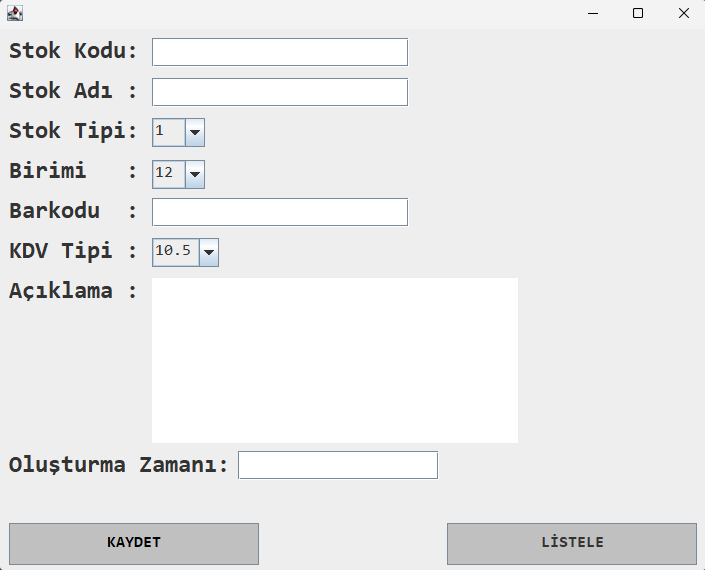 Stok Kodu:
Stok Adı :
Stok Tipi: 1
Birimi : 12
Barkodu :
KDV Tipi : 10.5
Açıklama :
Oluşturma Zamanı:
KAYDET LİSTELE